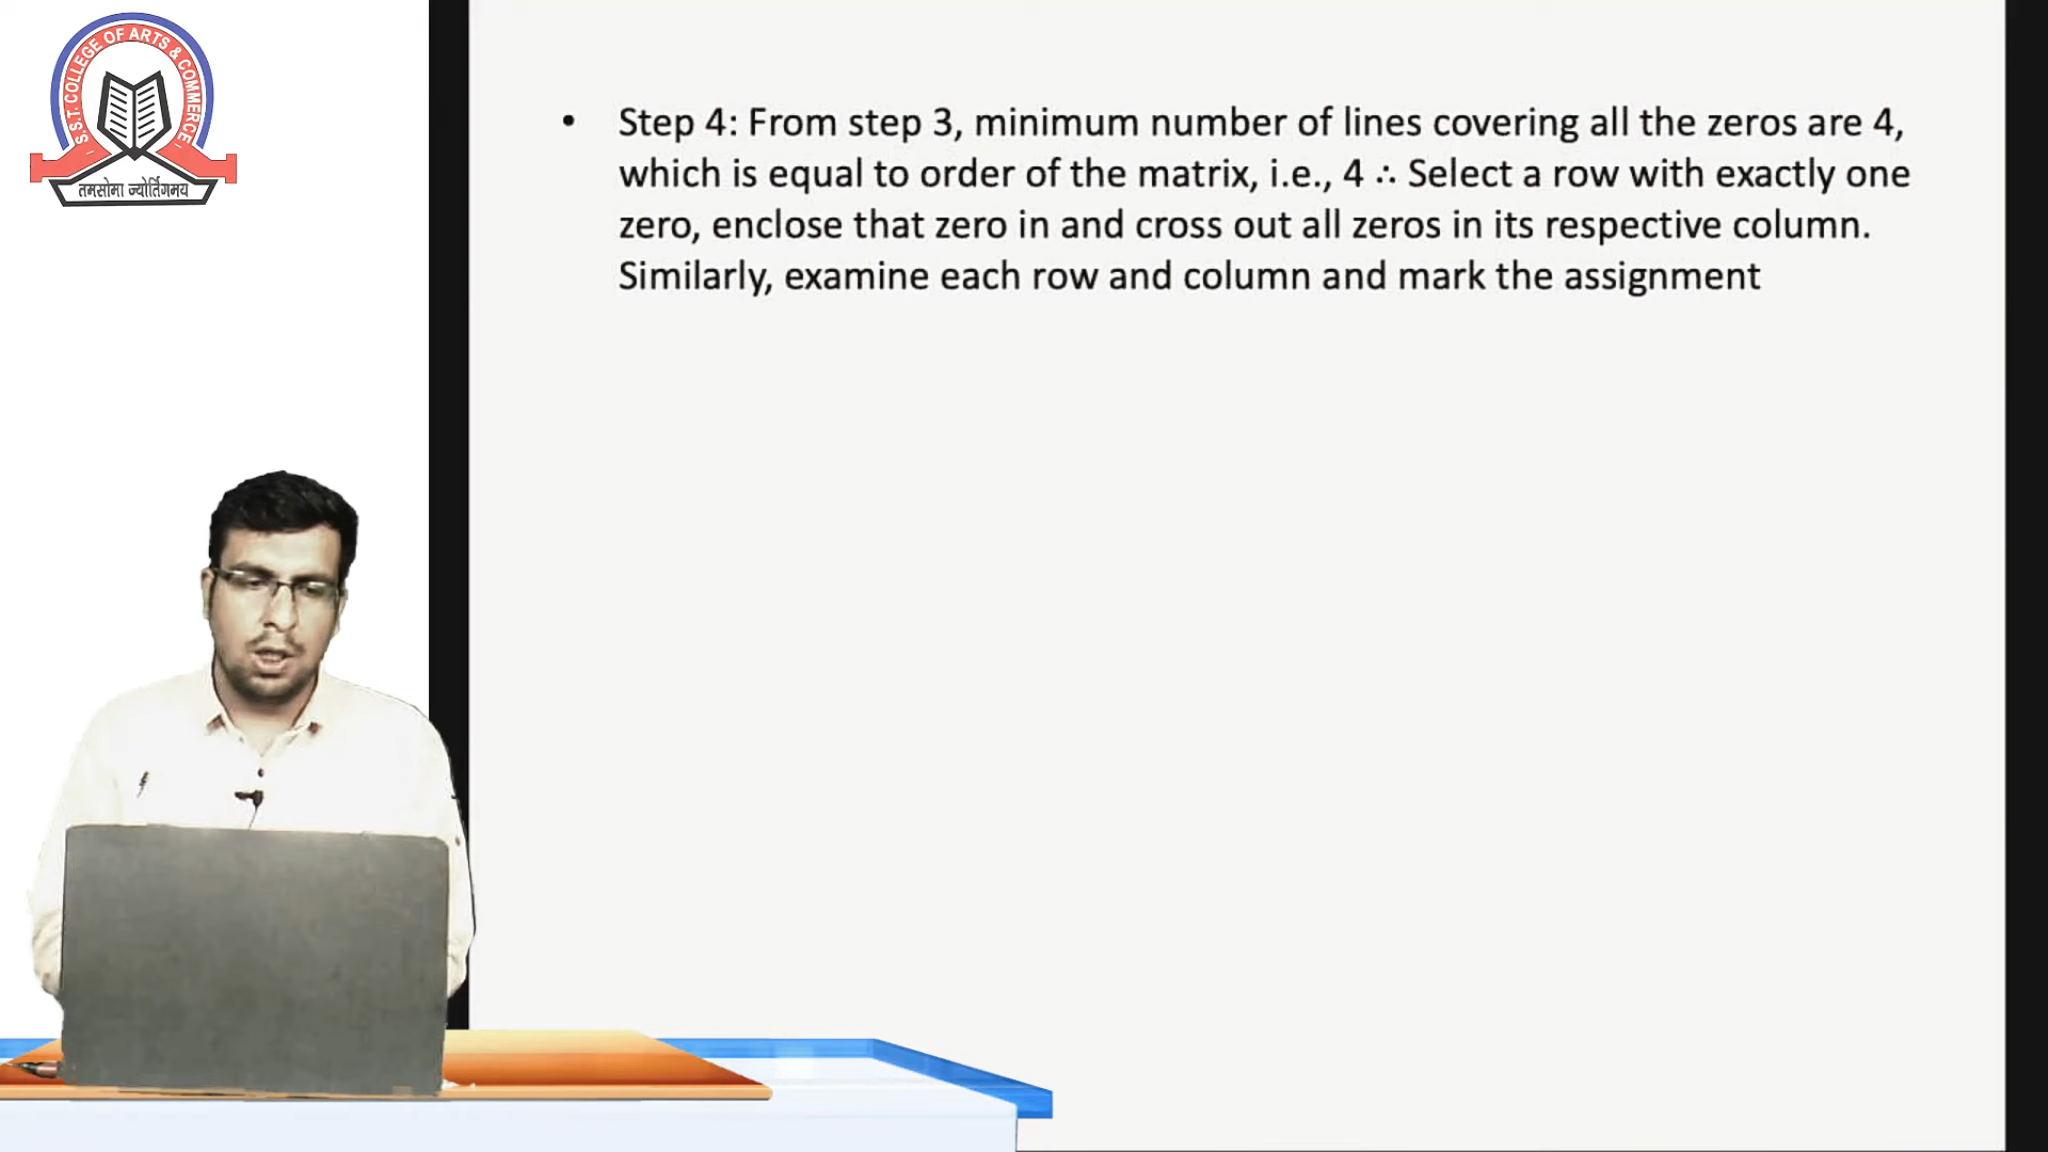 S.S.T. COLLEGE OF ARTS & COMMERCE
तमसोमा ज्योर्तिगमय
• Step 4: From step 3, minimum number of lines covering all the zeros are 4,
which is equal to order of the matrix, i.e., 4 ∴ Select a row with exactly one
zero, enclose that zero in and cross out all zeros in its respective column.
Similarly, examine each row and column and mark the assignment